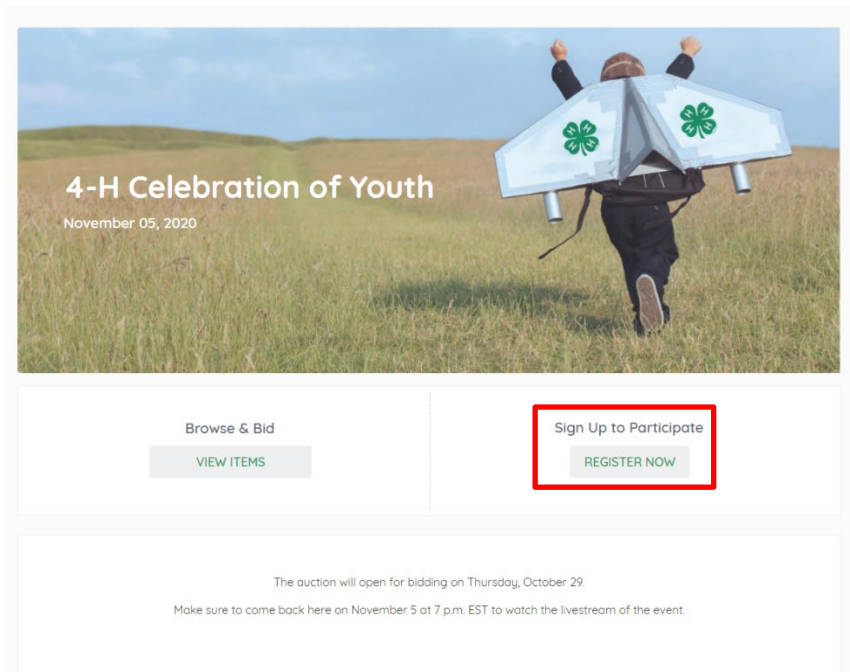 4-H Celebration of Youth
November 05, 2020
H H
H H
H H
H H
Browse & Bid
VIEW ITEMS
Sign Up to Participate
REGISTER NOW
The auction will open for bidding on Thursday, October 29.
Make sure to come back here on November 5 at 7 p.m. EST to watch the livestream of the event.